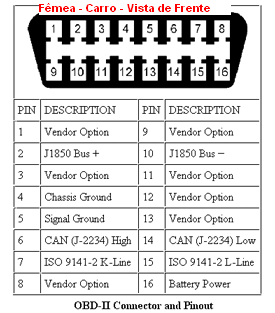 Fêmea - Carro - Vista de Frente
1 2 3 4 5 6 7 8
9 10 11 12 13 14 15 16
PIN DESCRIPTION PIN DESCRIPTION
1 Vendor Option 9 Vendor Option
2 J1850 Bus + 10 J1850 Bus −
3 Vendor Option 11 Vendor Option
4 Chassis Ground 12 Vendor Option
5 Signal Ground 13 Vendor Option
6 CAN (J-2234) High 14 CAN (J-2234) Low
7 ISO 9141-2 K-Line 15 ISO 9141-2 L-Line
8 Vendor Option 16 Battery Power
OBD-II Connector and Pinout